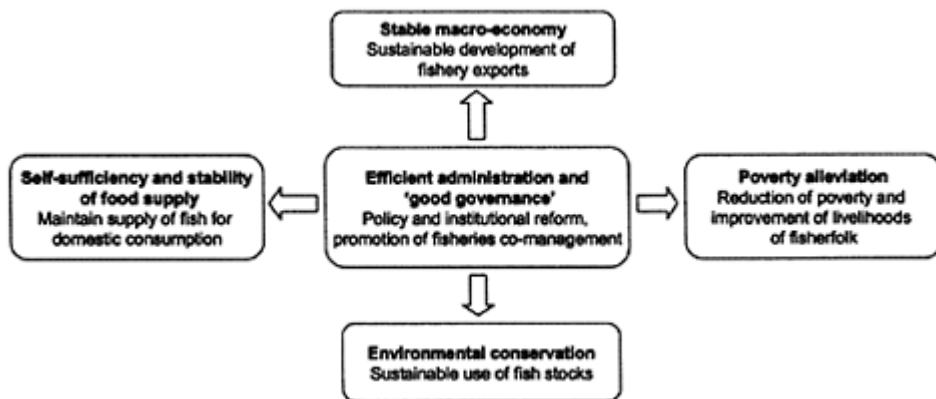 Stable macro-economy
Sustainable development of
fishery exports
Self-sufficiency and stability
of food supply
Maintain supply of fish for
domestic consumption
Efficient administration and
'good governance'
Policy and institutional reform,
promotion of fisheries co-management
Poverty alleviation
Reduction of poverty and
improvement of livelihoods
of fisherfolk
Environmental conservation
Sustainable use of fish stocks